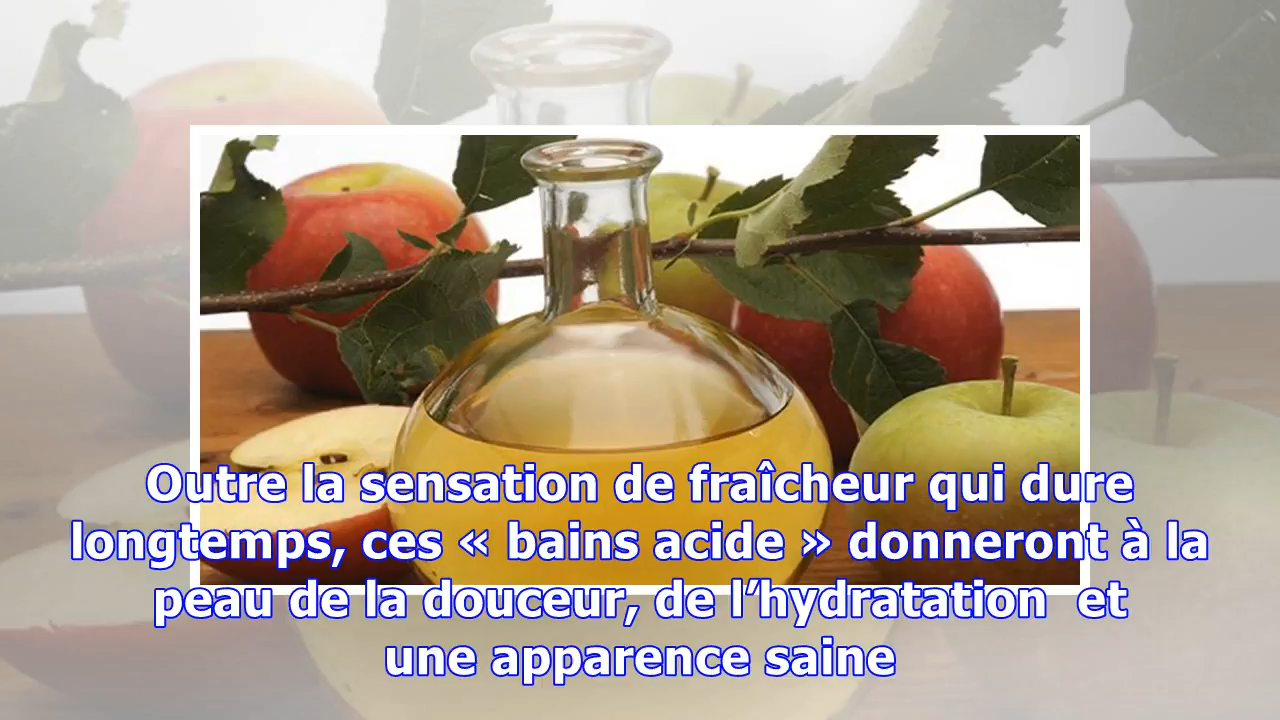 Outre la sensation de fraîcheur qui dure
longtemps, ces « bains acide » donneront à la
peau de la douceur, de l’hydratation et
une apparence saine